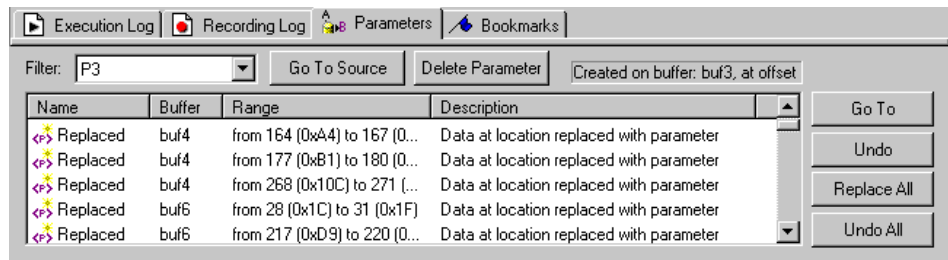 Execution Log Recording Log A B Parameters Bookmarks
Filter: P3 Go To Source Delete Parameter Created on buffer: buf3, at offset
Name Buffer Range Description
<P> Replaced buf4 from 164 (0xA4) to 167 (0... Data at location replaced with parameter
<P> Replaced buf4 from 177 (0xB1) to 180 (0... Data at location replaced with parameter
<P> Replaced buf4 from 268 (0x10C) to 271 (... Data at location replaced with parameter
<P> Replaced buf6 from 28 (0x1C) to 31 (0x1F) Data at location replaced with parameter
<P> Replaced buf6 from 217 (0xD9) to 220 (0... Data at location replaced with parameter
Go To
Undo
Replace All
Undo All